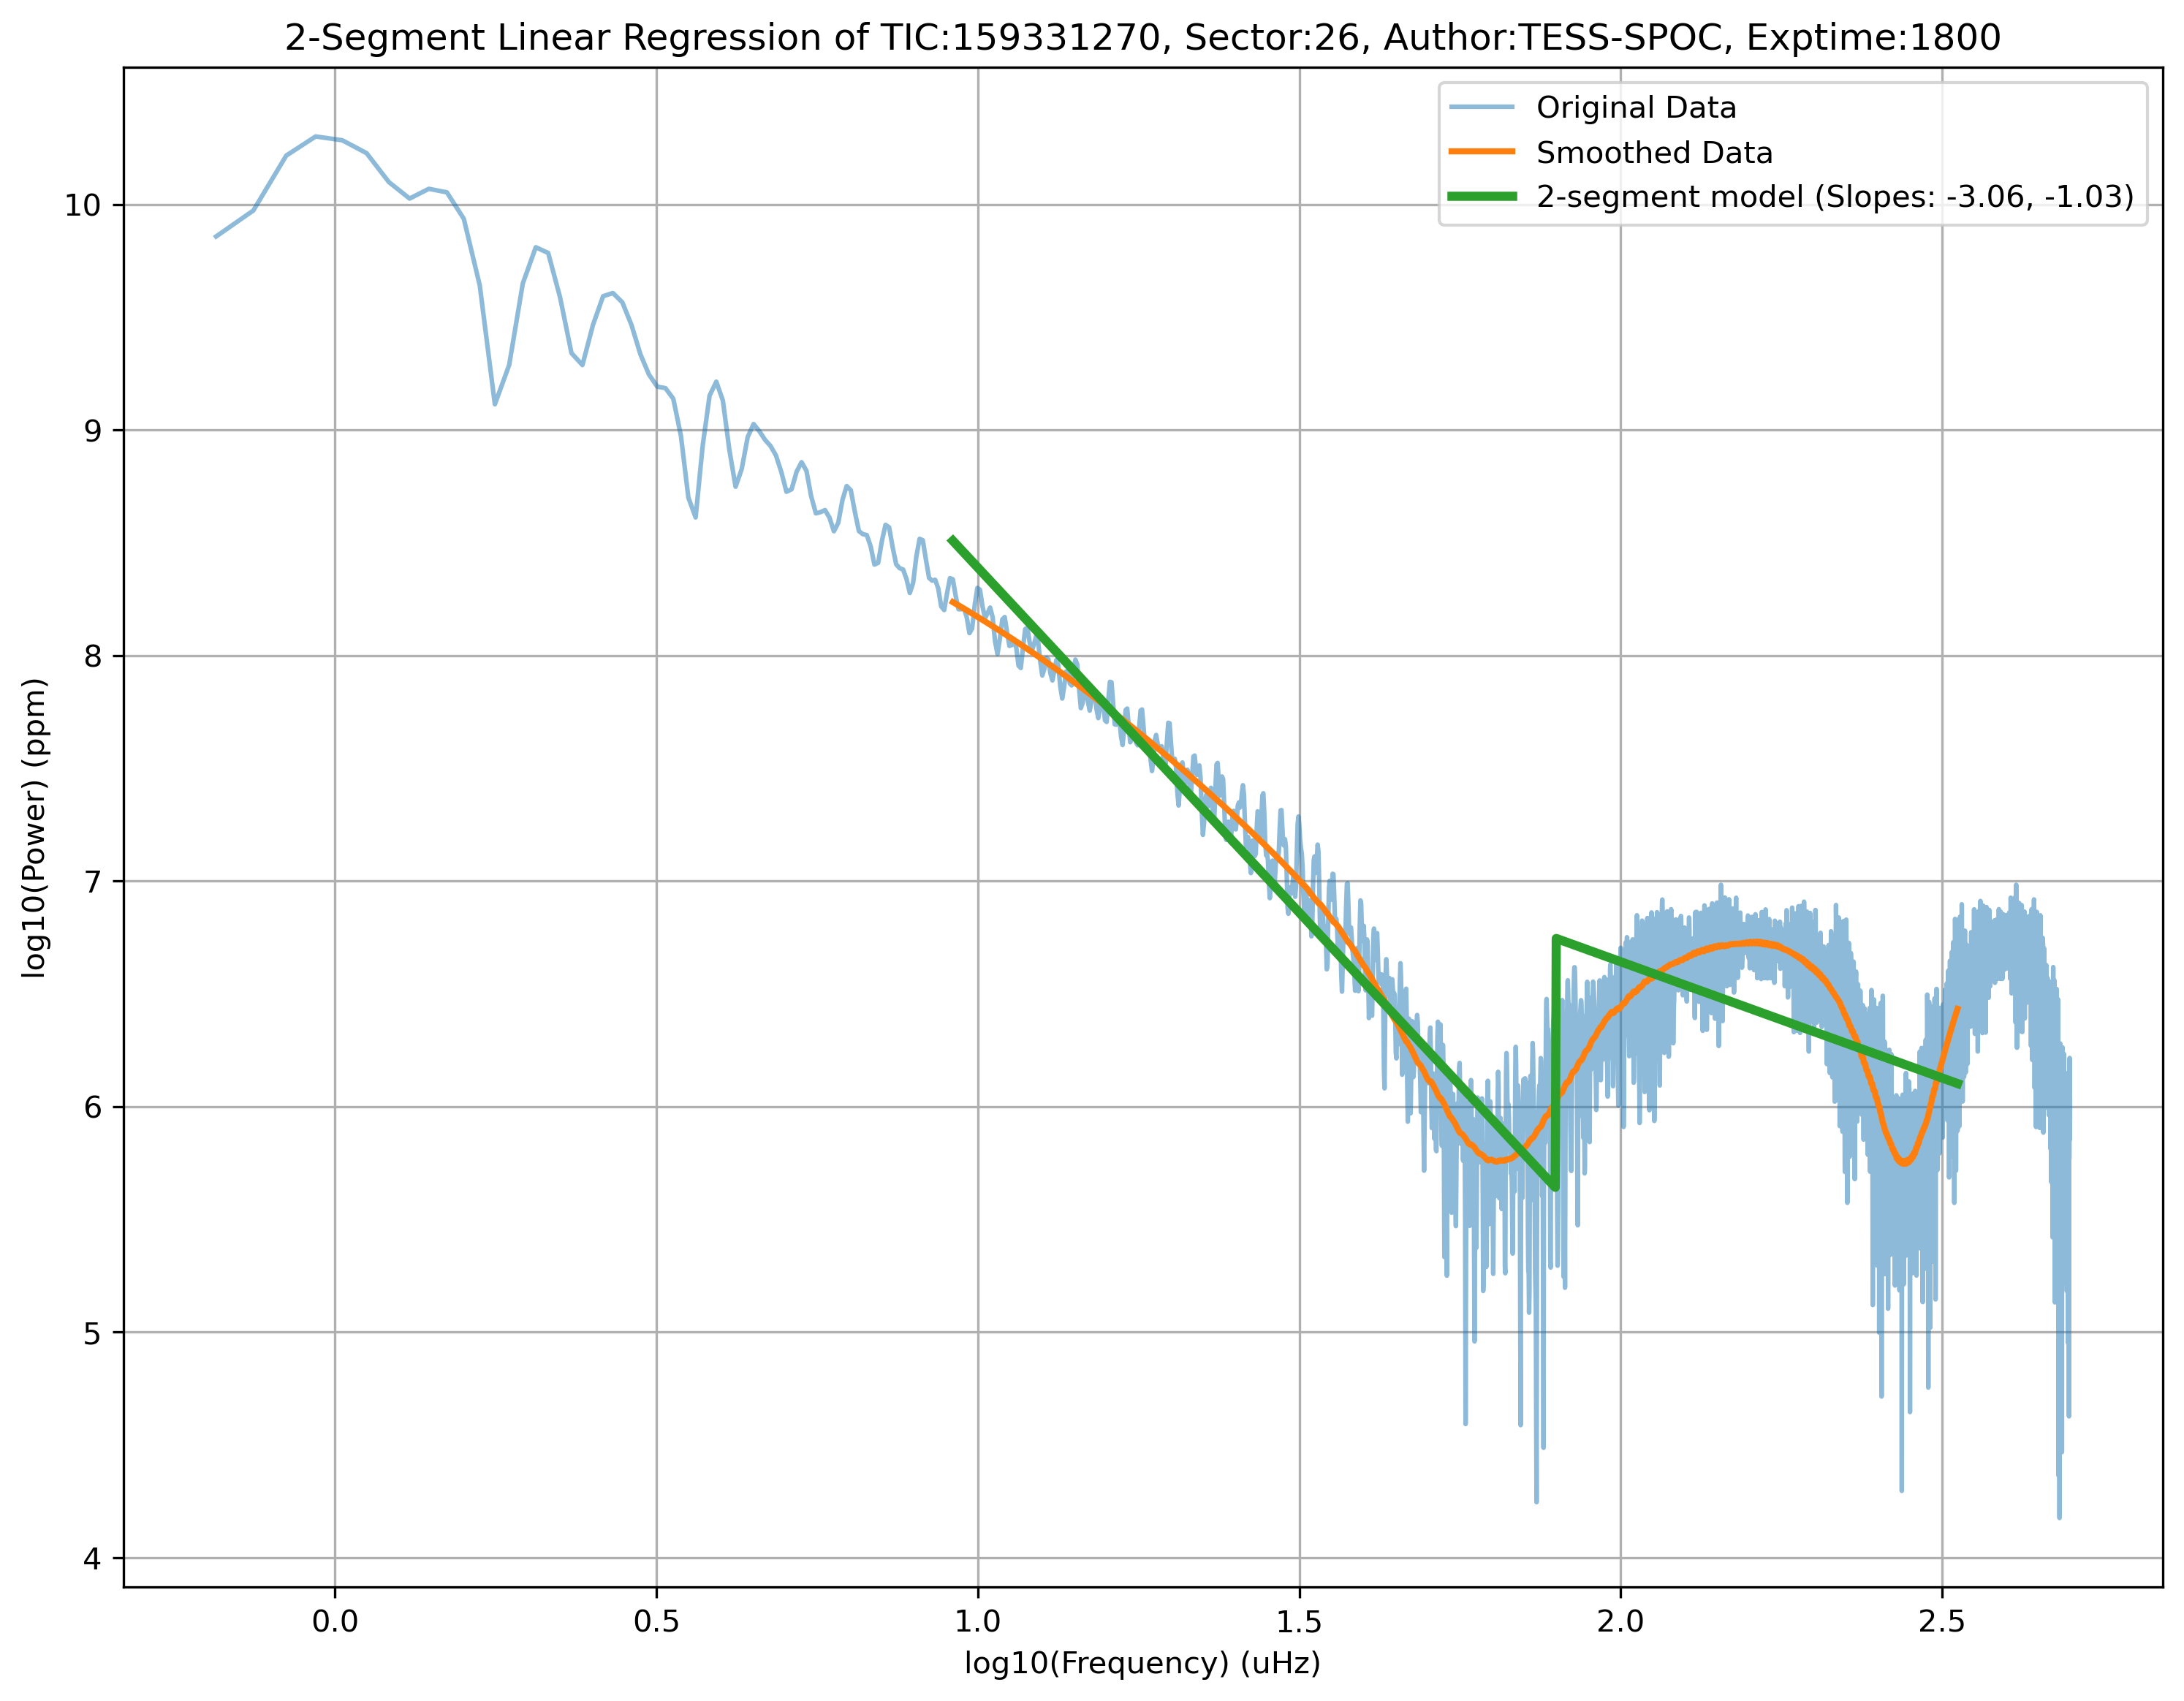 2-Segment Linear Regression of TIC:159331270, Sector:26, Author:TESS-SPOC, Exptime:1800
Original Data
Smoothed Data
2-segment model (Slopes: -3.06, -1.03)
10
9
8
7
6
5
4
log10(Power) (ppm)
0.0 0.5 1.0 1.5 2.0 2.5
log10(Frequency) (uHz)